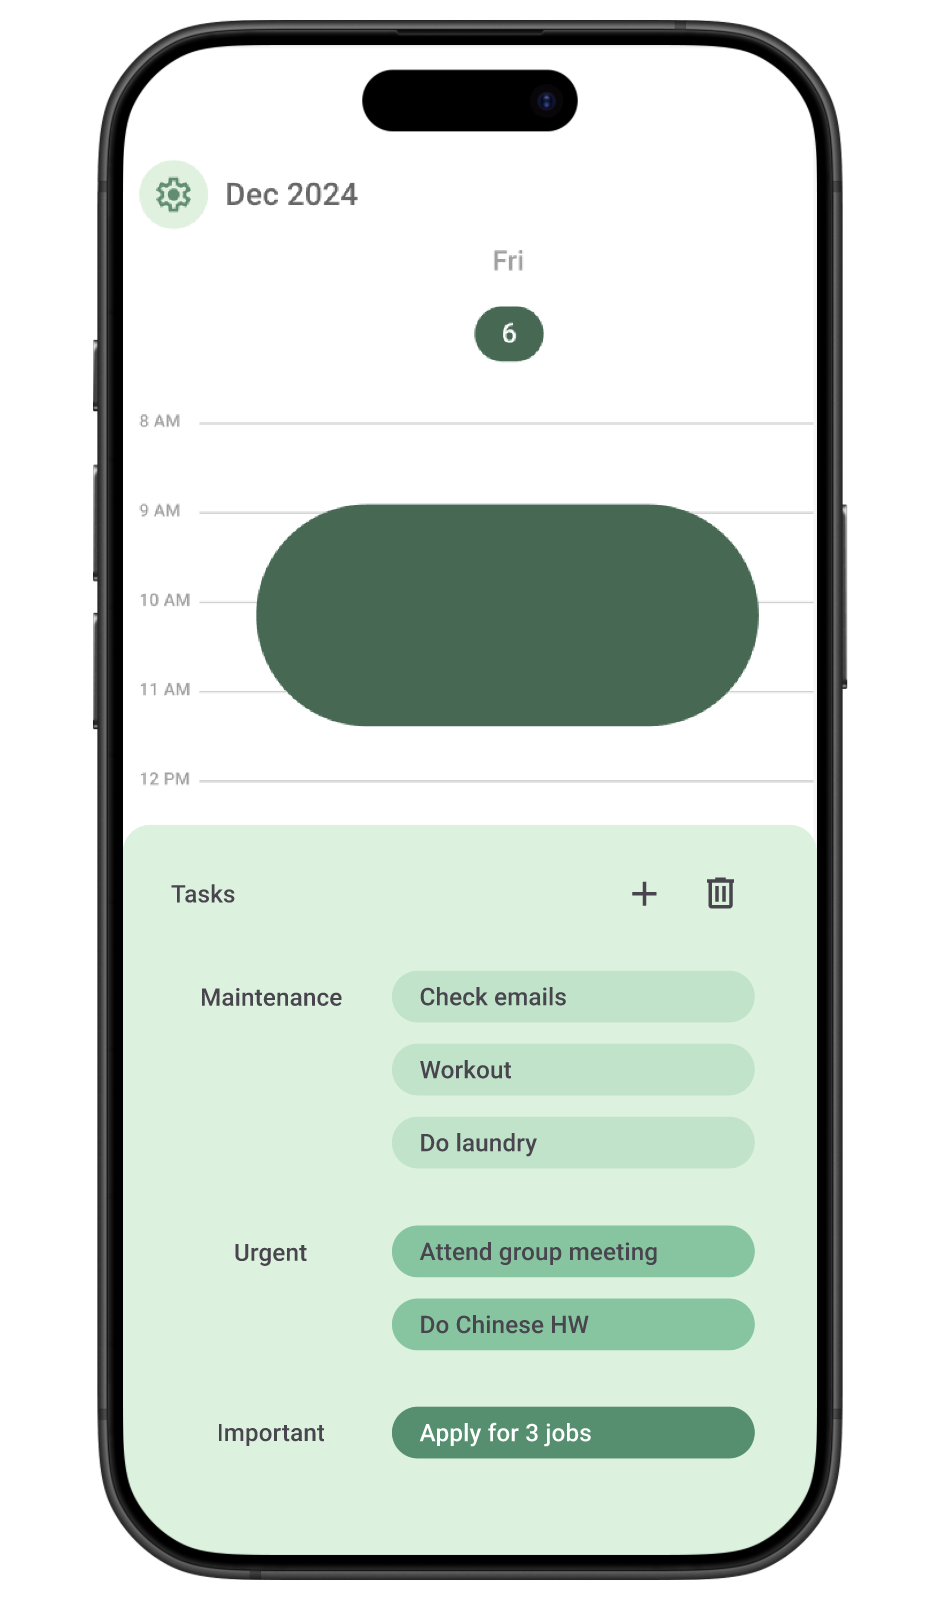 Dec 2024
Fri
6
8 AM
9 AM
10 AM
11 AM
12 PM
Tasks
Maintenance
Check emails
Workout
Do laundry
Urgent
Attend group meeting
Do Chinese HW
Important
Apply for 3 jobs